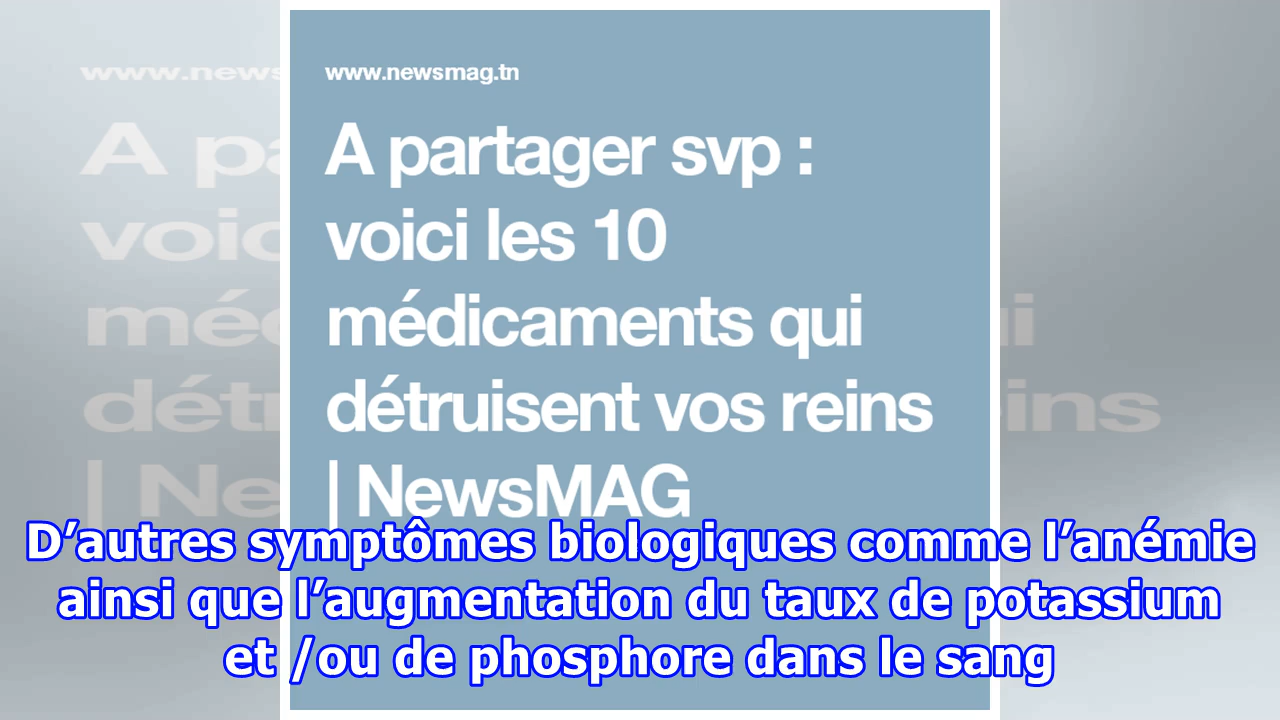 www.newsmag.tn
A partager svp :
voici les 10
médicaments qui
détruisent vos reins
| NewsMAG
D’autres symptômes biologiques comme l’anémie
ainsi que l’augmentation du taux de potassium
et /ou de phosphore dans le sang